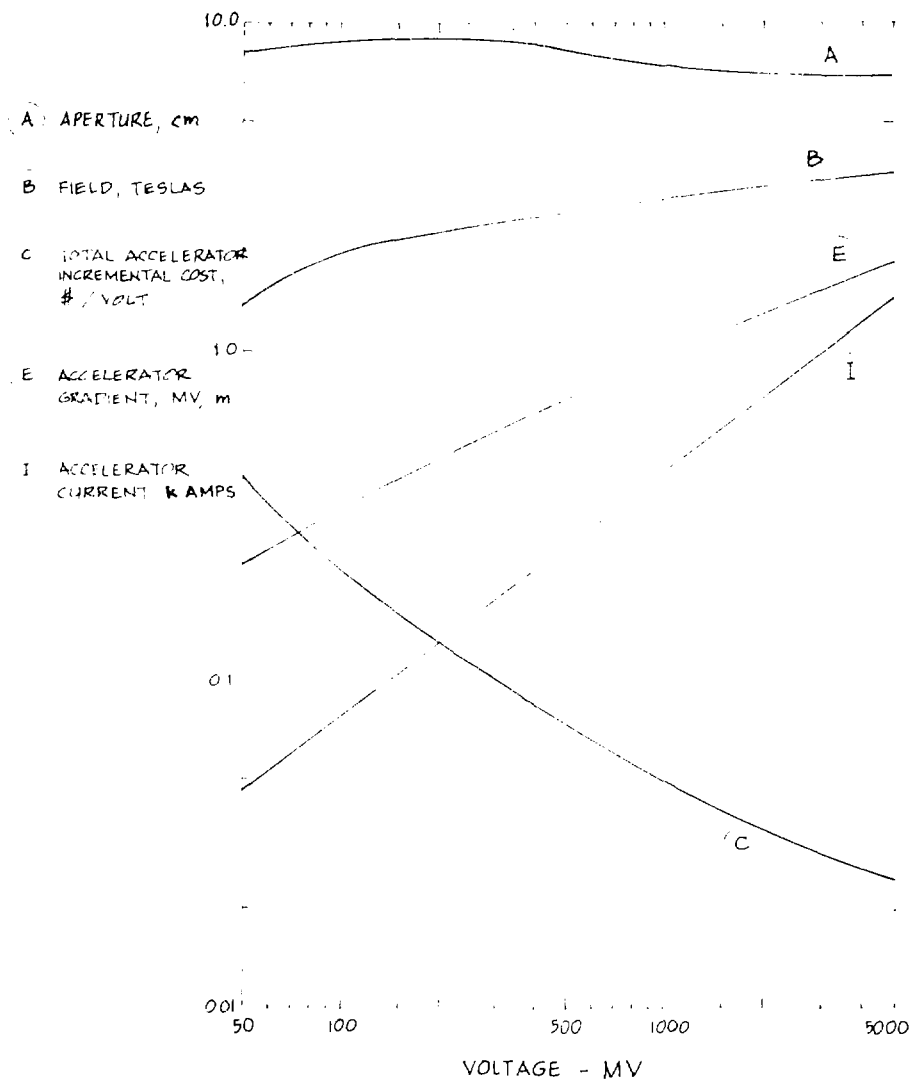 10.0
A
A APERTURE, cm
B
B FIELD, TESLAS
C TOTAL ACCELERATOR
INCREMENTAL COST,
$ / VOLT
E
1.0
I
E ACCELERATOR
GRADIENT, MV, m
I ACCELERATOR
CURRENT k AMPS
0.1
C
0.01
50 100 500 1000 5000
VOLTAGE - MV